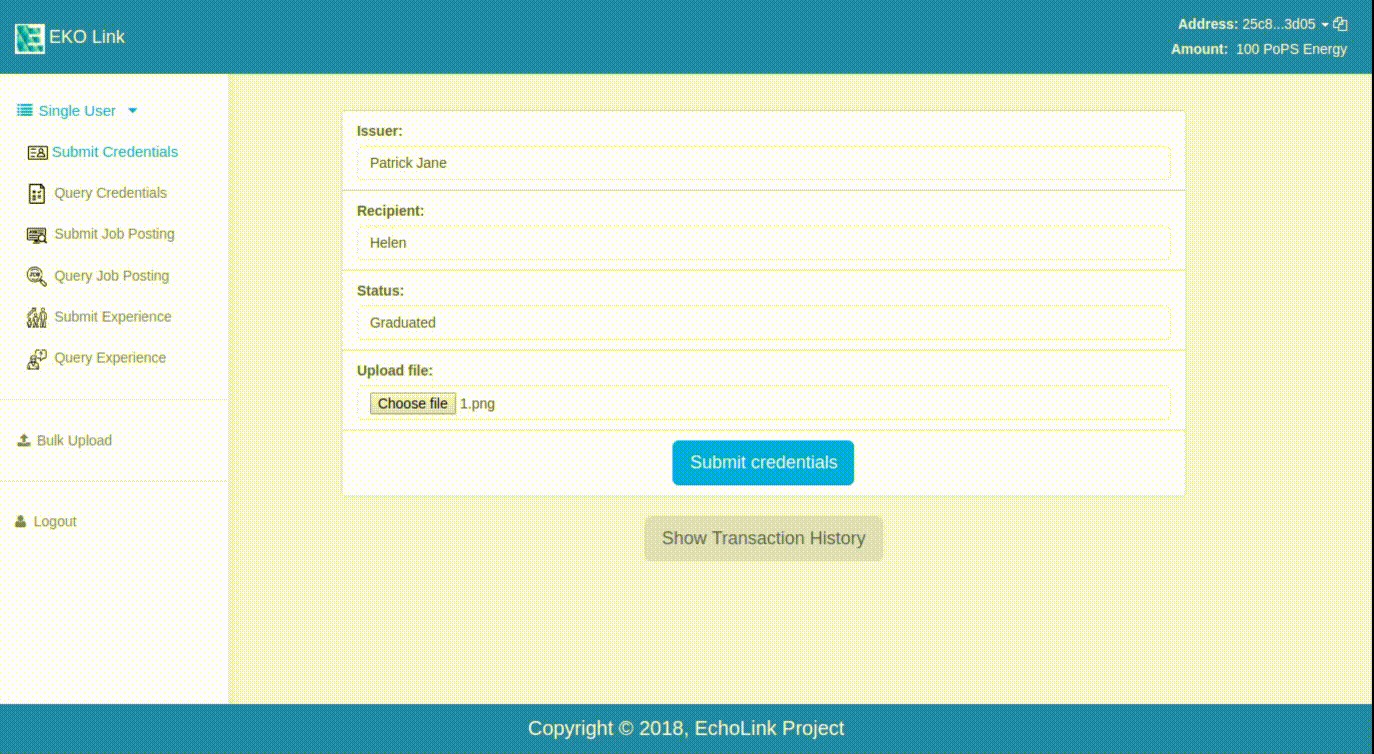 EKO Link
Address: 25c8...3d05
Amount: 100 PoPS Energy
Single User
Submit Credentials
Query Credentials
Submit Job Posting
Query Job Posting
Submit Experience
Query Experience
Bulk Upload
Logout
Issuer:
Patrick Jane
Recipient:
Helen
Status:
Graduated
Upload file:
Choose file 1.png
Submit credentials
Show Transaction History
Copyright © 2018, EchoLink Project